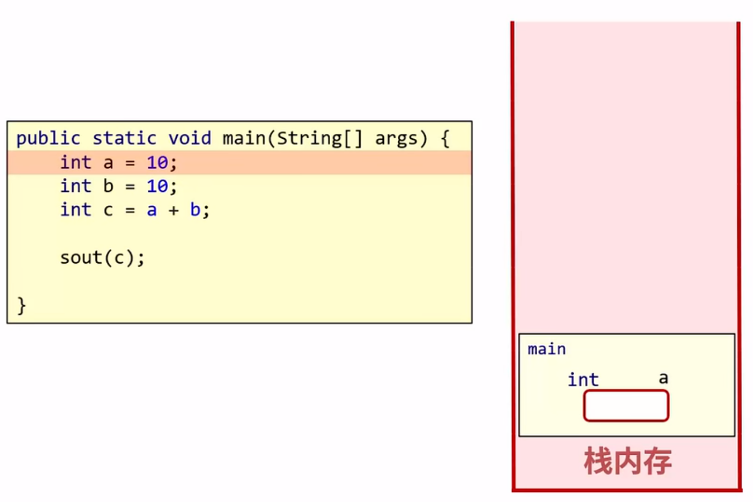 public static void main(String[] args) {
    int a = 10;
    int b = 10;
    int c = a + b;
    sout(c);
}
main
int a
栈内存